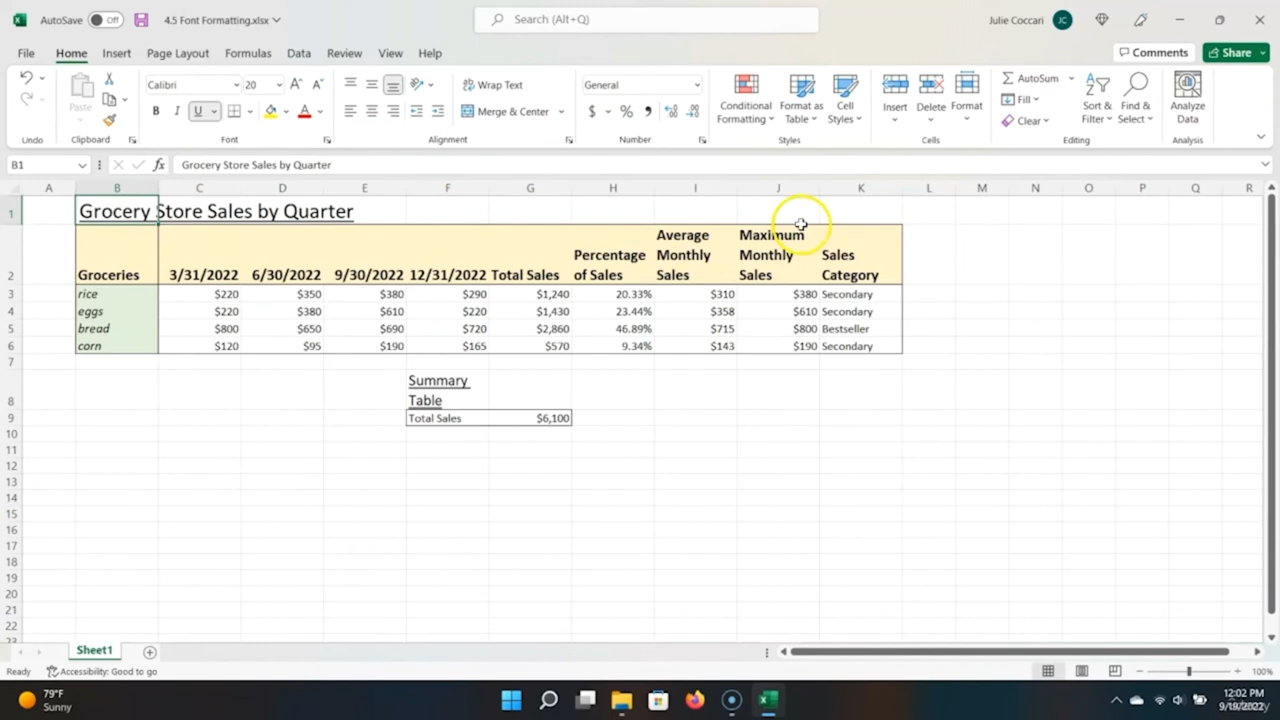 AutoSave Off 4.5 Font Formatting.xlsx Search (Alt+Q) Julie Coccari JC
File Home Insert Page Layout Formulas Data Review View Help Comments Share
Paste Calibri 20 A A B I U A Wrap Text Merge & Center General $ % Conditional Formatting Format as Table Cell Styles Insert Delete Format AutoSum Fill Clear Sort & Filter Find & Select Analyze Data
Undo Clipboard Font Alignment Number Styles Cells Editing Analysis
B1 fx Grocery Store Sales by Quarter
A B C D E F G H I J K L M N O P Q R
1 Grocery Store Sales by Quarter
2 Groceries 3/31/2022 6/30/2022 9/30/2022 12/31/2022 Total Sales Percentage of Sales Average Monthly Sales Maximum Monthly Sales Sales Category
3 rice $220 $350 $380 $290 $1,240 20.33% $310 $380 Secondary
4 eggs $220 $380 $610 $220 $1,430 23.44% $358 $610 Secondary
5 bread $800 $650 $690 $720 $2,860 46.89% $715 $800 Bestseller
6 corn $120 $95 $190 $165 $570 9.34% $143 $190 Secondary
7
8 Summary Table
9 Total Sales $6,100
10
11
12
13
14
15
16
17
18
19
20
21
22
23
Sheet1
Ready Accessibility: Good to go 100%
79°F 12:02 PM
Sunny 9/19/2022